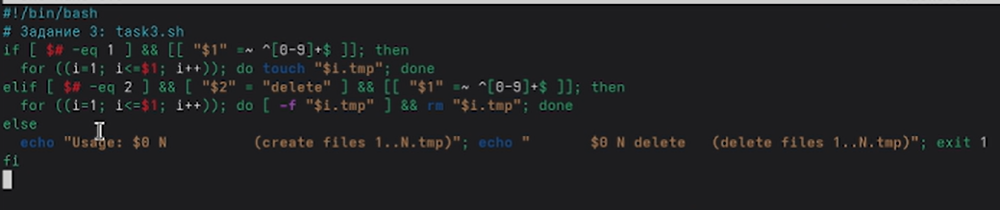 #!/bin/bash
# Задание 3: task3.sh
if [ $# -eq 1 ] && [[ "$1" =~ ^[0-9]+$ ]]; then
  for ((i=1; i<=$1; i++)); do touch "$i.tmp"; done
elif [ $# -eq 2 ] && [ "$2" = "delete" ] && [[ "$1" =~ ^[0-9]+$ ]]; then
  for ((i=1; i<=$1; i++)); do [ -f "$i.tmp" ] && rm "$i.tmp"; done
else
  echo "Usage: $0 N          (create files 1..N.tmp)"; echo "       $0 N delete   (delete files 1..N.tmp)"; exit 1
fi